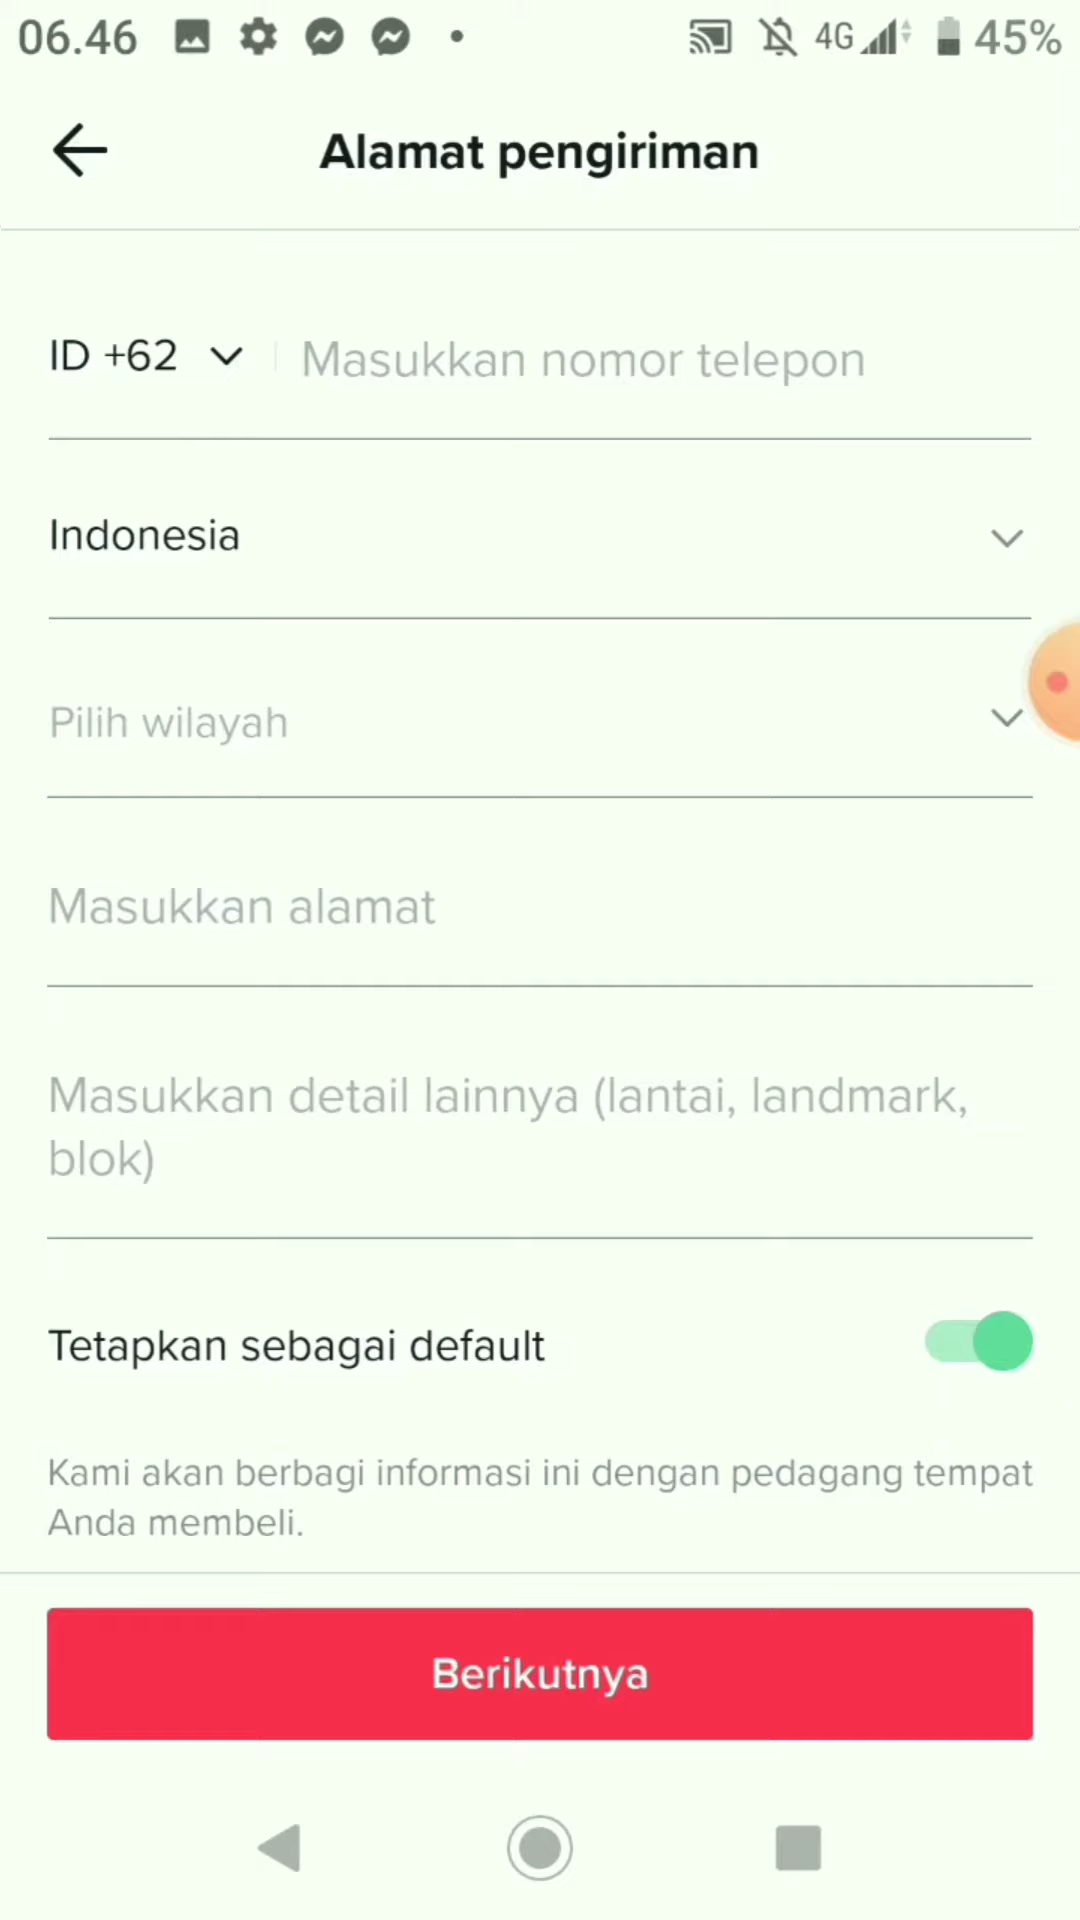 06.46
4G
45%
Alamat pengiriman
ID +62
Masukkan nomor telepon
Indonesia
Pilih wilayah
Masukkan alamat
Masukkan detail lainnya (lantai, landmark,
blok)
Tetapkan sebagai default
Kami akan berbagi informasi ini dengan pedagang tempat
Anda membeli.
Berikutnya